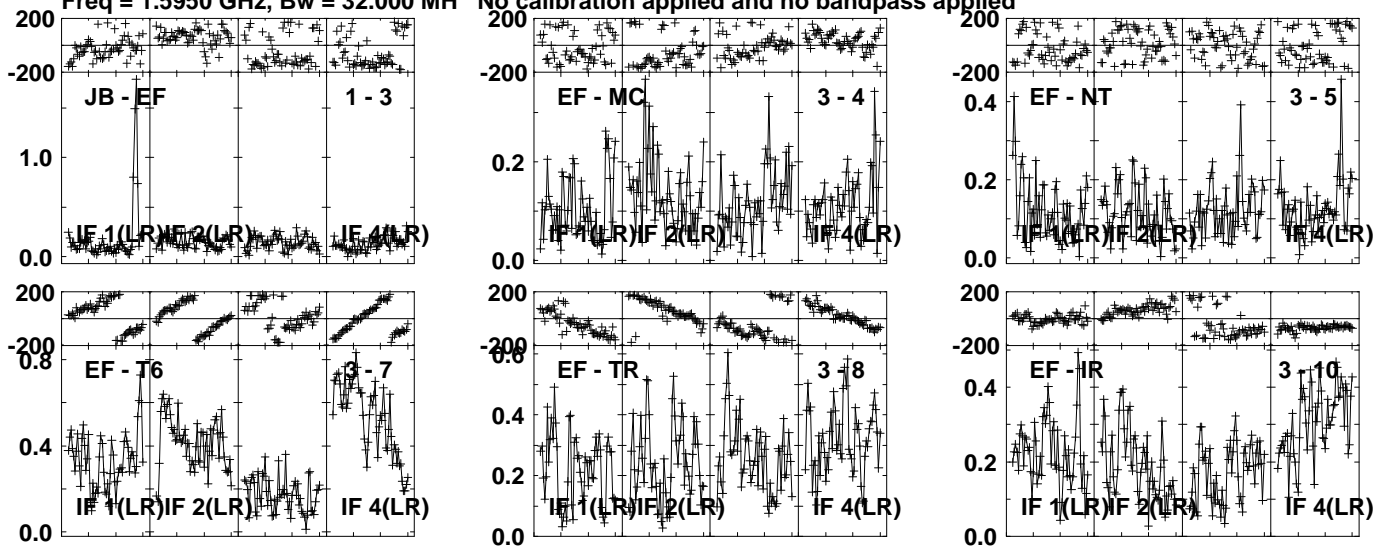 Freq = 1.5950 GHz, Bw = 32.000 MH No calibration applied and no bandpass applied
200
-200
JB - EF 1 - 3
1.0
0.0
IF 1(LR) IF 2(LR) IF 4(LR)
EF - MC 3 - 4
0.2
0.0
IF 1(LR) IF 2(LR) IF 4(LR)
200
-200
EF - NT 3 - 5
0.4
0.2
0.0
IF 1(LR) IF 2(LR) IF 4(LR)
200
-200
200
-200
EF - T6 3 - 7
0.8
0.4
0.0
IF 1(LR) IF 2(LR) IF 4(LR)
200
-200
0.6
EF - TR 3 - 8
0.4
0.2
0.0
IF 1(LR) IF 2(LR) IF 4(LR)
200
-200
EF - IR 3 - 10
0.4
0.2
0.0
IF 1(LR) IF 2(LR) IF 4(LR)